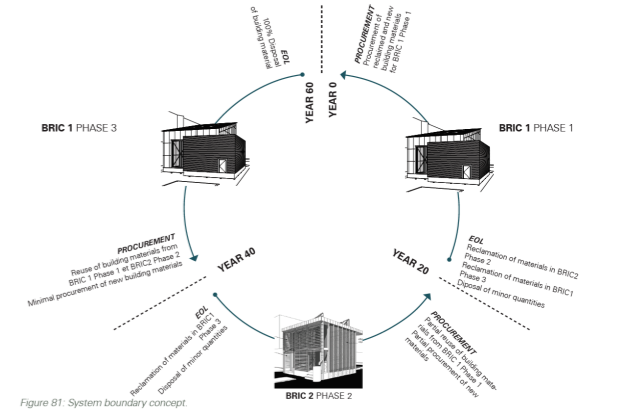 EOL
100% Disposal
of building material
YEAR 60
YEAR 0
PROCUREMENT
Procurement of
reclaimed and new
building materials
for BRIC 1 Phase 1
BRIC 1 PHASE 3
BRIC 1 PHASE 1
PROCUREMENT
Reuse of building materials from
BRIC 1 Phase 1 et BRIC2 Phase 2
Minimal procurement of new building materials
YEAR 40
YEAR 20
EOL
Reclamation of materials in BRIC2
Phase 2
Reclamation of materials in BRIC1
Phase 3
Diposal of minor quantities
EOL
Reclamation of materials in BRIC1
Phase 3
Disposal of minor quantities
PROCUREMENT
Partial reuse of building mate-
rials from BRIC 1 Phase 1
Partial procurement of new
materials
BRIC 2 PHASE 2
Figure 81: System boundary concept.